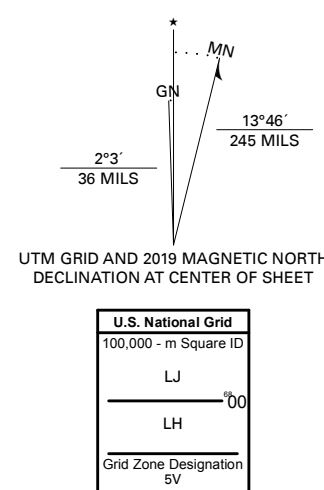 ★
MN
GN
13°46´
245 MILS
2°3´
36 MILS
UTM GRID AND 2019 MAGNETIC NORTH
DECLINATION AT CENTER OF SHEET
U.S. National Grid
100,000 - m Square ID
LJ
⁶⁸00
LH
Grid Zone Designation
5V